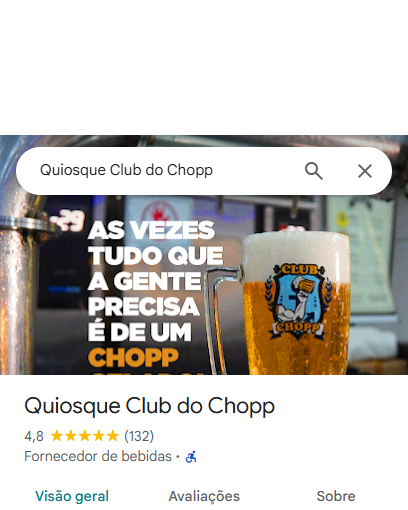 Quiosque Club do Chopp
-29
AS VEZES
TUDO QUE
A GENTE
PRECISA
É DE UM
CHOPP
CLUB
CHOPP
Quiosque Club do Chopp
4,8 (132)
Fornecedor de bebidas ·
Visão geral
Avaliações
Sobre